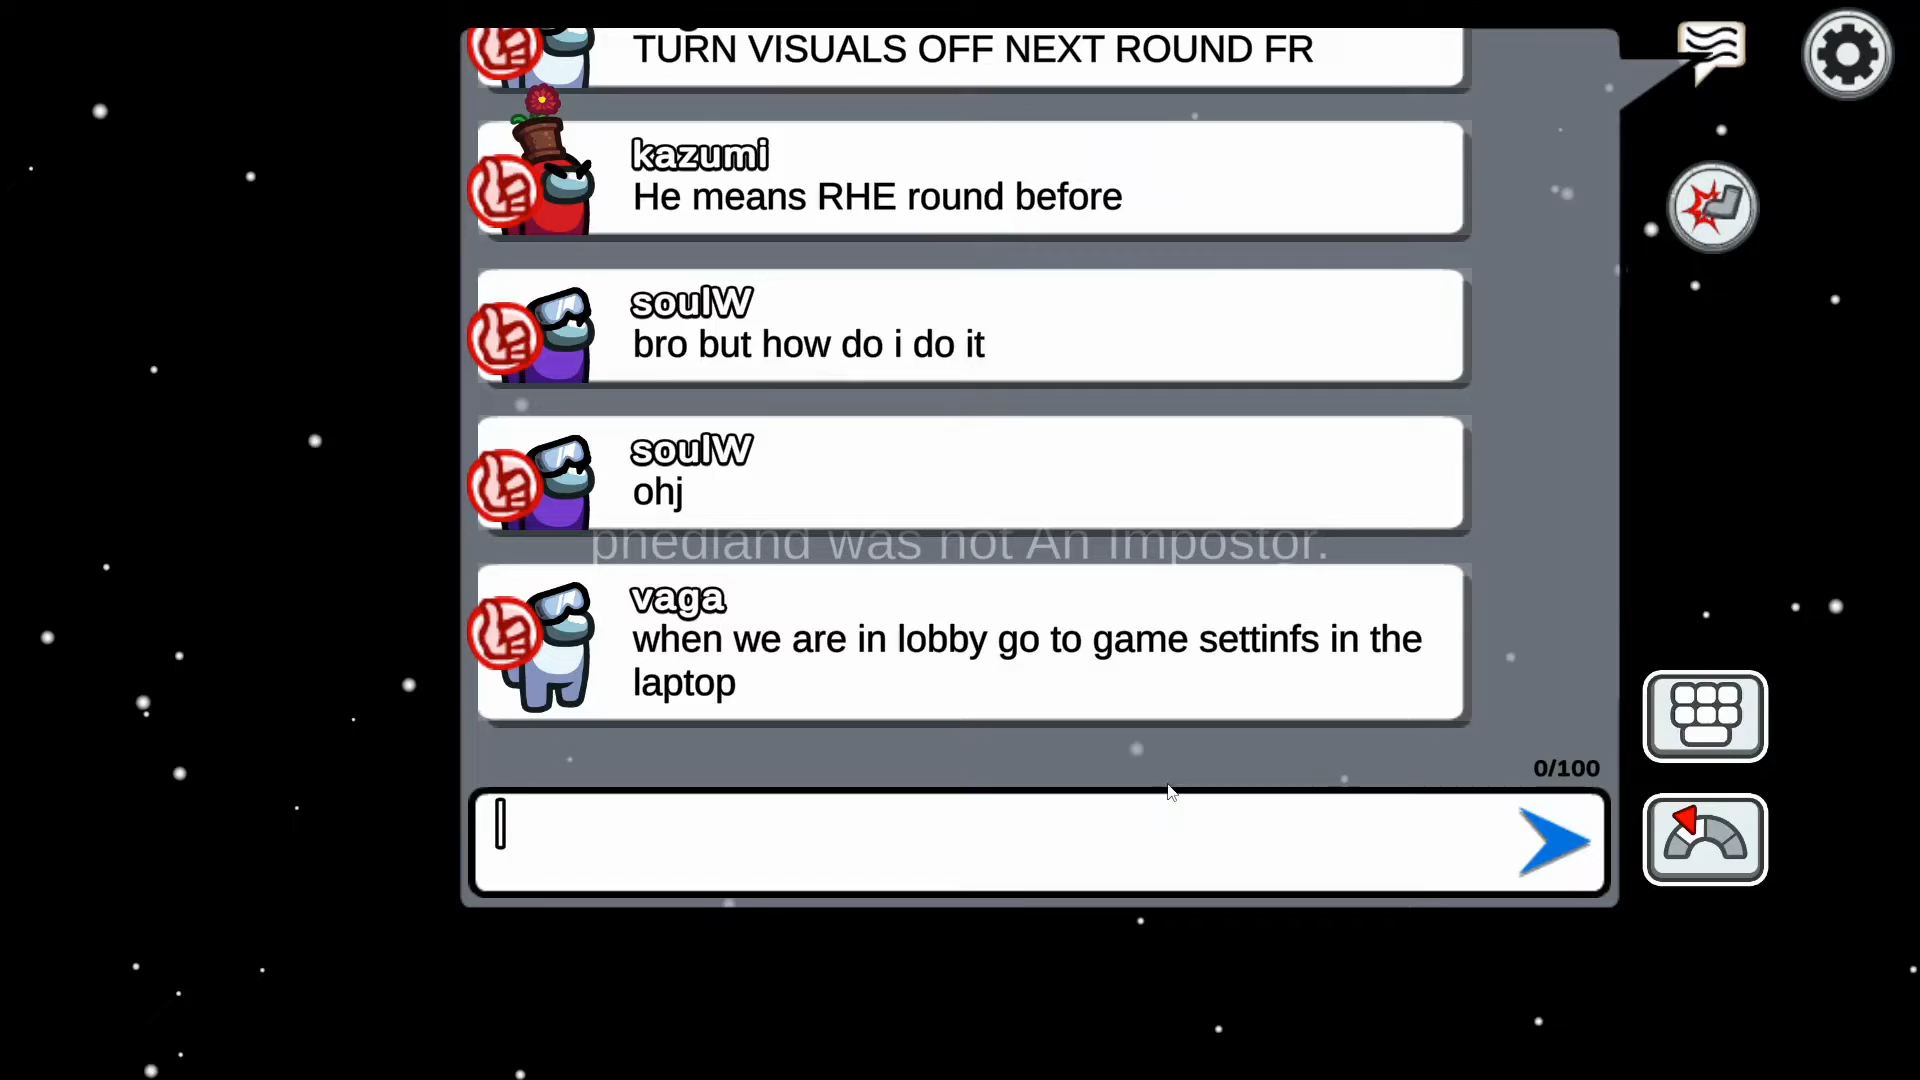 TURN VISUALS OFF NEXT ROUND FR
kazumi
He means RHE round before
soulW
bro but how do i do it
soulW
ohj
phedland was not An Impostor.
vaga
when we are in lobby go to game settinfs in the
laptop
0/100